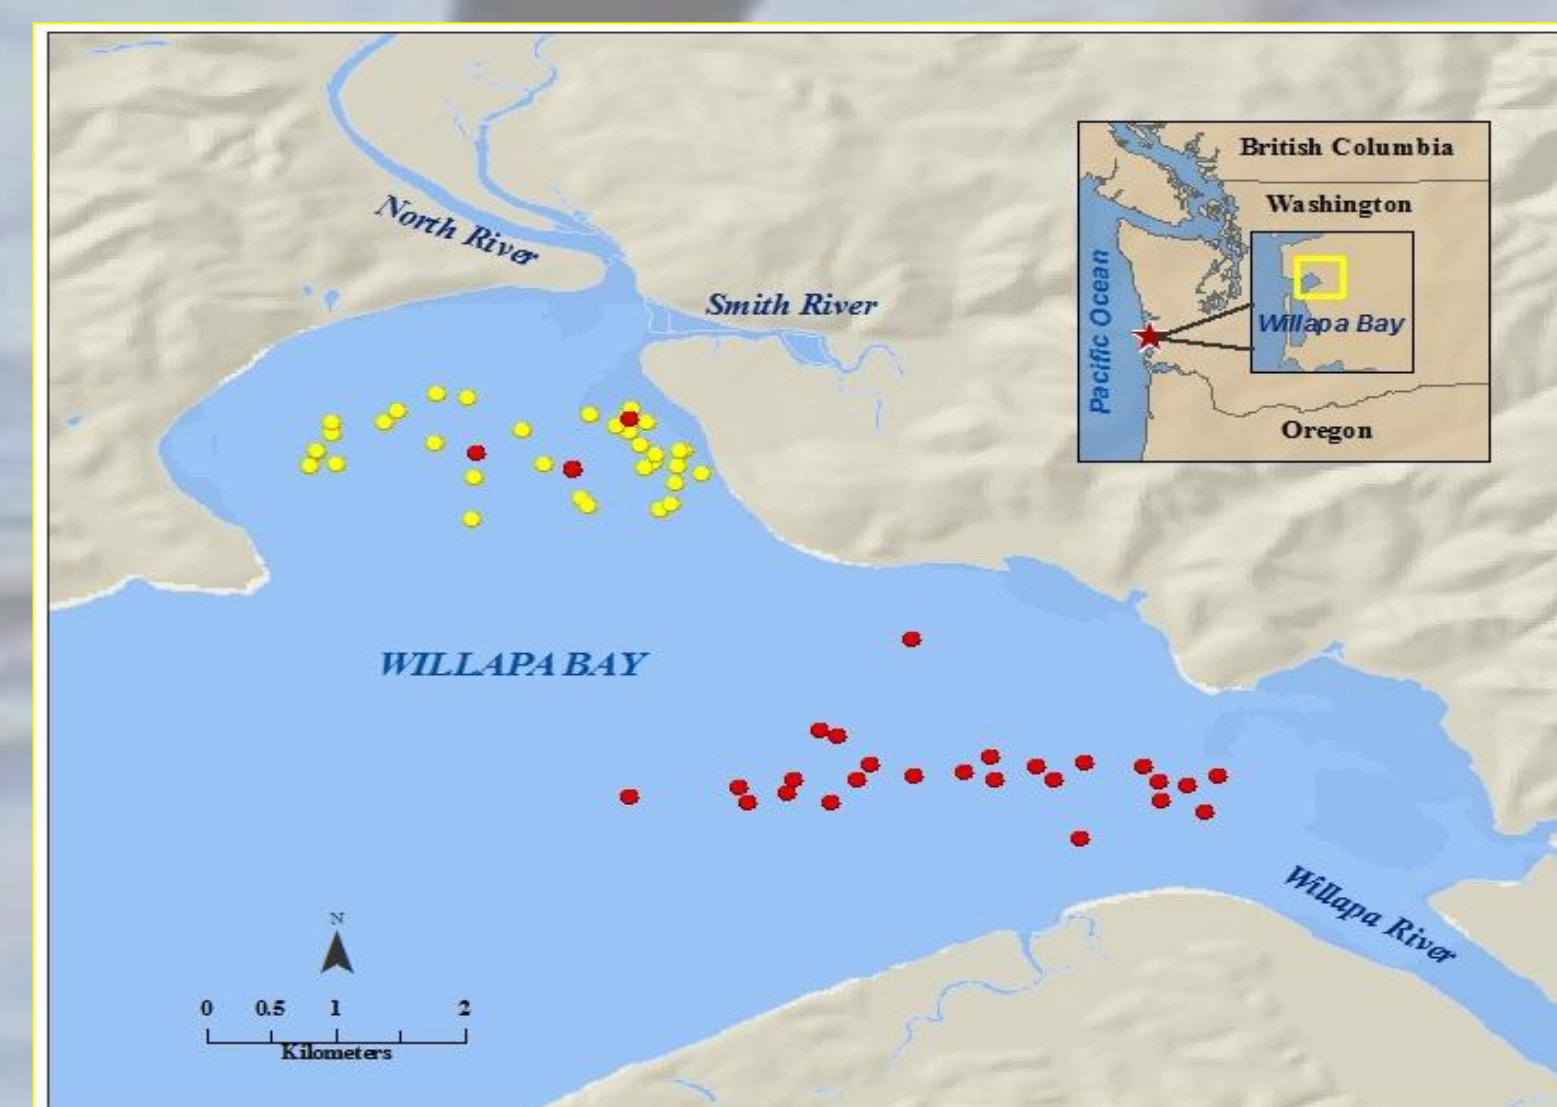 British Columbia
Washington
North River
Pacific Ocean
Smith River
Willapa Bay
Oregon
WILLAPA BAY
Willapa River
N
0 0.5 1 2
Kilometers